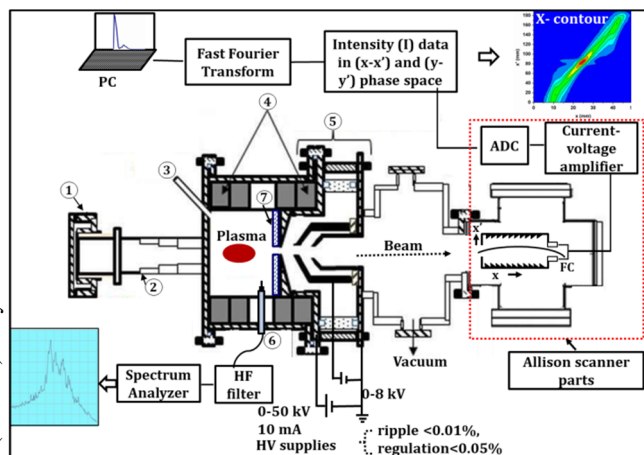 PC
Fast Fourier
Transform
Intensity (I) data
in (x-x') and (y-
y') phase space
X- contour
x' (mm)
x (mm)
ADC
Current-
voltage
amplifier
1
2
3
4
5
6
7
Plasma
Beam
x'
x
FC
Vacuum
Allison scanner
parts
Spectrum
Analyzer
HF
filter
0-8 kV
0-50 kV
10 mA
HV supplies
ripple <0.01%,
regulation<0.05%